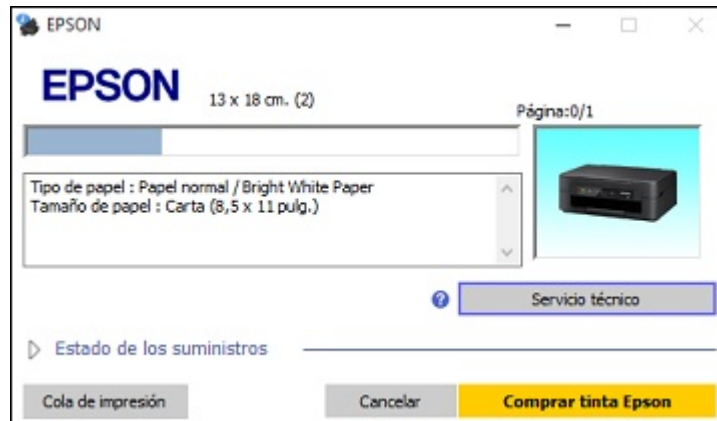 EPSON
EPSON
13 x 18 cm. (2)
Página:0/1
Tipo de papel : Papel normal / Bright White Paper
Tamaño de papel : Carta (8,5 x 11 pulg.)
Servicio técnico
Estado de los suministros
Cola de impresión
Cancelar
Comprar tinta Epson